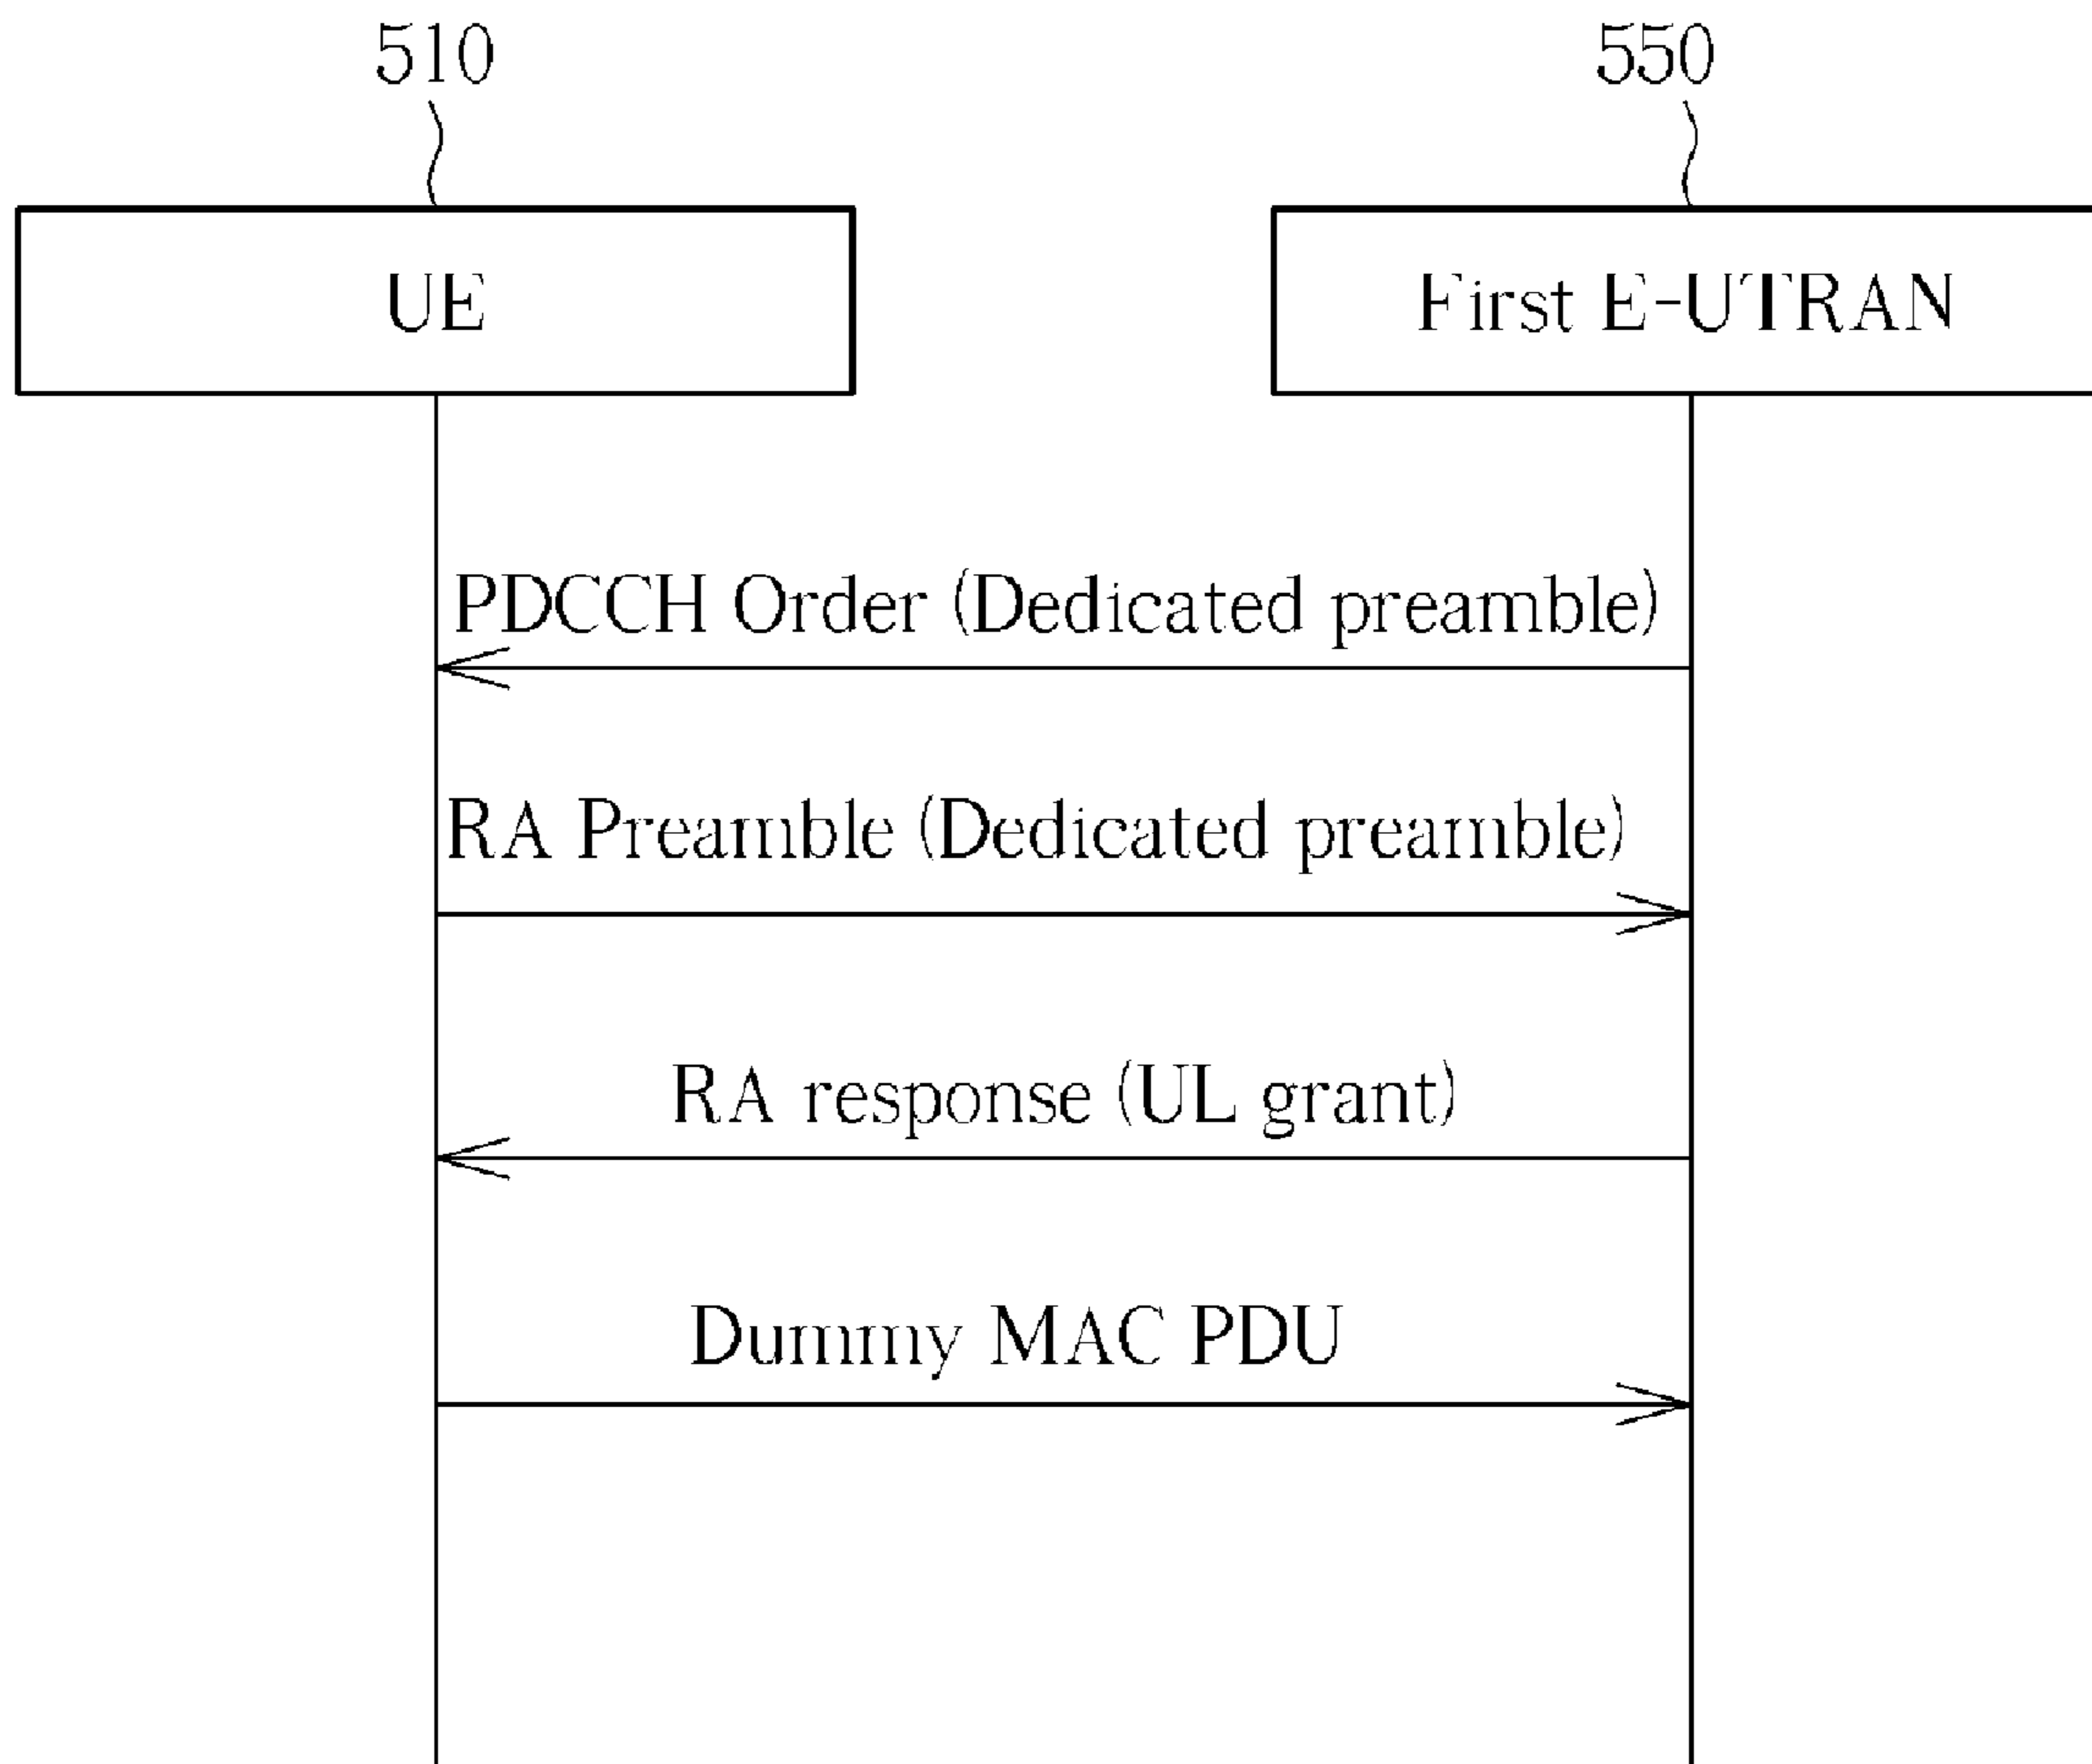 510
550
UE
First E-UTRAN
PDCCH Order (Dedicated preamble)
RA Preamble (Dedicated preamble)
RA response (UL grant)
Dummy MAC PDU